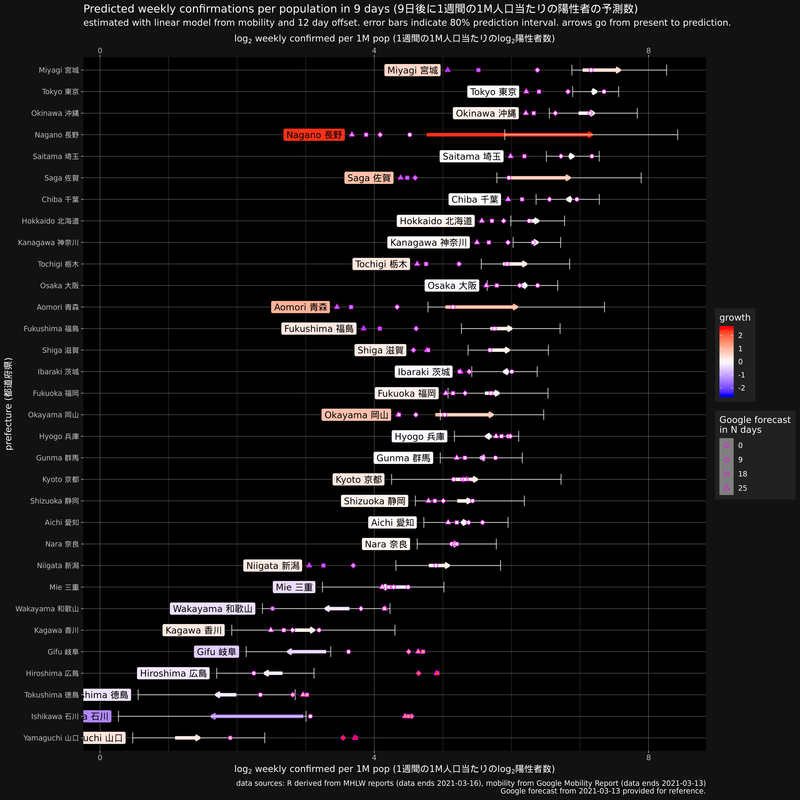 Predicted weekly confirmations per population in 9 days (9日後に1週間の1M人口当たりの陽性者の予測数)
estimated with linear model from mobility and 12 day offset. error bars indicate 80% prediction interval. arrows go from present to prediction.
log₂ weekly confirmed per 1M pop (1週間の1M人口当たりのlog₂陽性者数)
0 4 8
Miyagi 宮城 Miyagi 宮城
Tokyo 東京 Tokyo 東京
Okinawa 沖縄 Okinawa 沖縄
Nagano 長野 Nagano 長野
Saitama 埼玉 Saitama 埼玉
Saga 佐賀 Saga 佐賀
Chiba 千葉 Chiba 千葉
Hokkaido 北海道 Hokkaido 北海道
Kanagawa 神奈川 Kanagawa 神奈川
Tochigi 栃木 Tochigi 栃木
Osaka 大阪 Osaka 大阪
Aomori 青森 Aomori 青森
Fukushima 福島 Fukushima 福島
Shiga 滋賀 Shiga 滋賀
Ibaraki 茨城 Ibaraki 茨城
Fukuoka 福岡 Fukuoka 福岡
Okayama 岡山 Okayama 岡山
Hyogo 兵庫 Hyogo 兵庫
Gunma 群馬 Gunma 群馬
Kyoto 京都 Kyoto 京都
Shizuoka 静岡 Shizuoka 静岡
Aichi 愛知 Aichi 愛知
Nara 奈良 Nara 奈良
Niigata 新潟 Niigata 新潟
Mie 三重 Mie 三重
Wakayama 和歌山 Wakayama 和歌山
Kagawa 香川 Kagawa 香川
Gifu 岐阜 Gifu 岐阜
Hiroshima 広島 Hiroshima 広島
Tokushima 徳島 hima 徳島
Ishikawa 石川 a 石川
Yamaguchi 山口 uchi 山口
0 4 8
log₂ weekly confirmed per 1M pop (1週間の1M人口当たりのlog₂陽性者数)
prefecture (都道府県)
growth
2
1
0
-1
-2
Google forecast
in N days
0
9
18
25
data sources: R derived from MHLW reports (data ends 2021-03-16), mobility from Google Mobility Report (data ends 2021-03-13)
Google forecast from 2021-03-13 provided for reference.